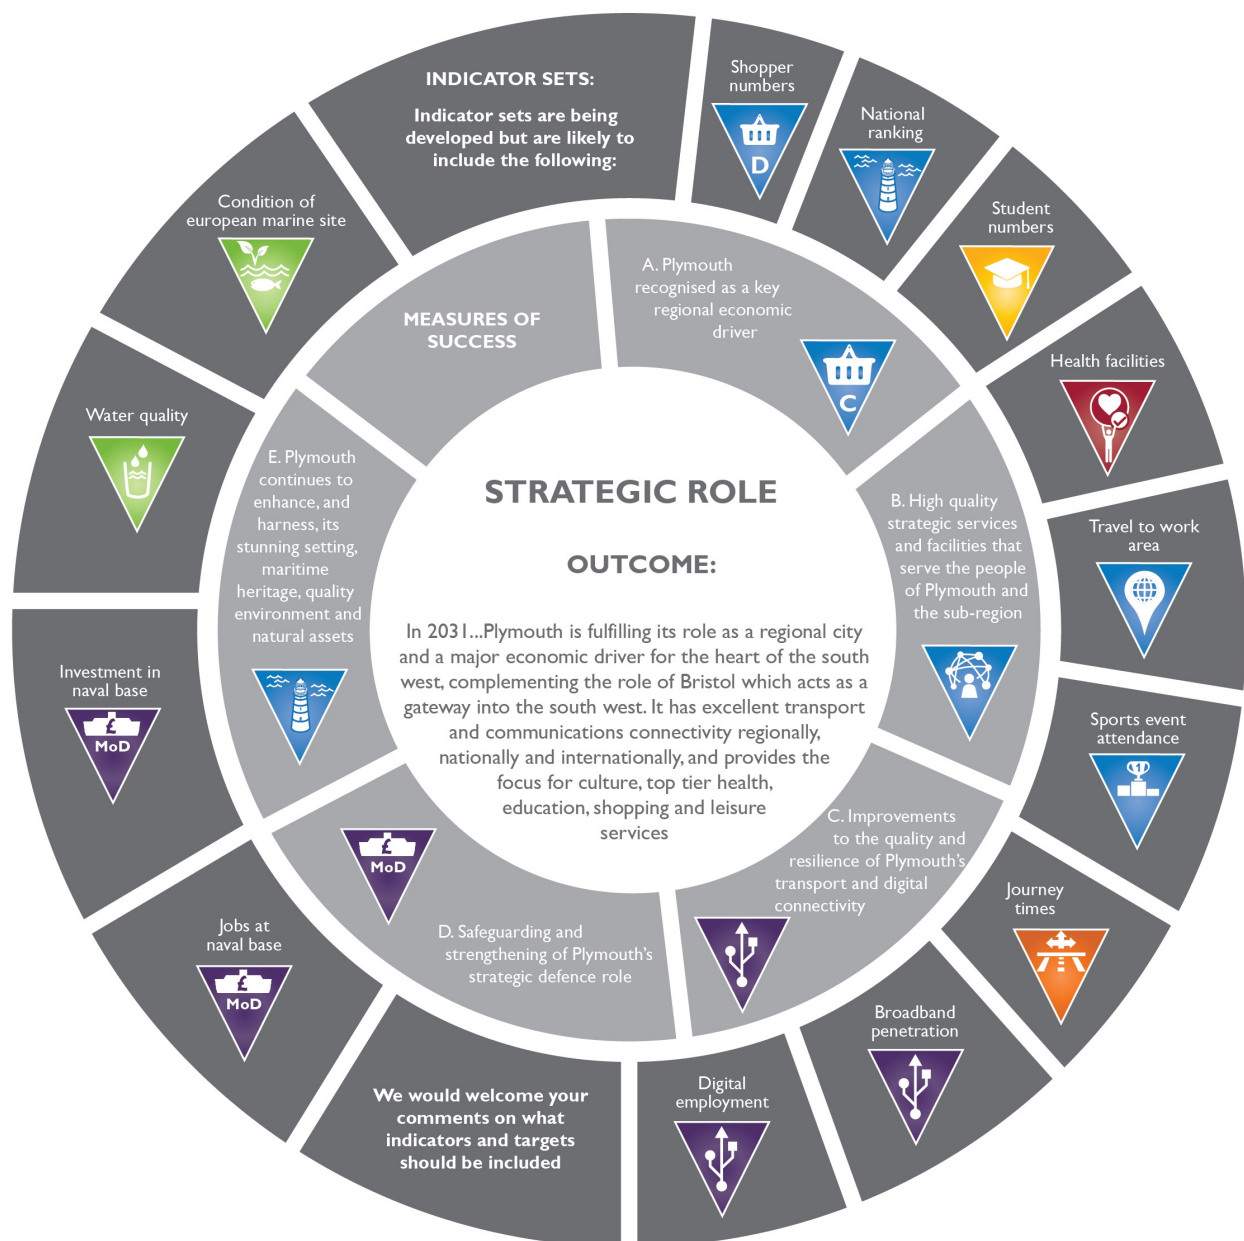 STRATEGIC ROLE
OUTCOME:
In 2031...Plymouth is fulfilling its role as a regional city
and a major economic driver for the heart of the south
west, complementing the role of Bristol which acts as a
gateway into the south west. It has excellent transport
and communications connectivity regionally,
nationally and internationally, and provides the
focus for culture, top tier health,
education, shopping and leisure
services
MEASURES OF
SUCCESS
A. Plymouth
recognised as a key
regional economic
driver
C
B. High quality
strategic services
and facilities that
serve the people
of Plymouth and
the sub-region
C. Improvements
to the quality and
resilience of Plymouth's
transport and digital
connectivity
D. Safeguarding and
strengthening of Plymouth's
strategic defence role
£
MoD
E. Plymouth
continues to
enhance, and
harness, its
stunning setting,
maritime
heritage, quality
environment and
natural assets
INDICATOR SETS:
Indicator sets are being
developed but are likely to
include the following:
Shopper
numbers
D
National
ranking
Student
numbers
Health facilities
Travel to work
area
Sports event
attendance
1
Journey
times
Broadband
penetration
Digital
employment
We would welcome your
comments on what
indicators and targets
should be included
Jobs at
naval base
£
MoD
Investment in
naval base
£
MoD
Water quality
Condition of
european marine site